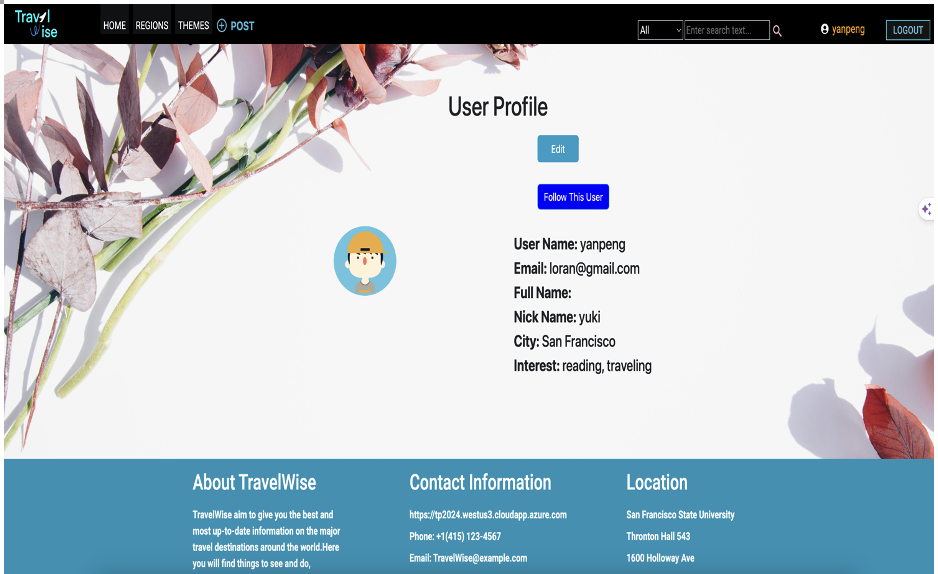 Travel
Wise
HOME REGIONS THEMES POST
All Enter search text... yanpeng LOGOUT
User Profile
Edit
Follow This User
User Name: yanpeng
Email: loran@gmail.com
Full Name:
Nick Name: yuki
City: San Francisco
Interest: reading, traveling
About TravelWise
TravelWise aim to give you the best and
most up-to-date information on the major
travel destinations around the world.Here
you will find things to see and do,
Contact Information
https://tp2024.westus3.cloudapp.azure.com
Phone: +1(415) 123-4567
Email: TravelWise@example.com
Location
San Francisco State University
Thronton Hall 543
1600 Holloway Ave